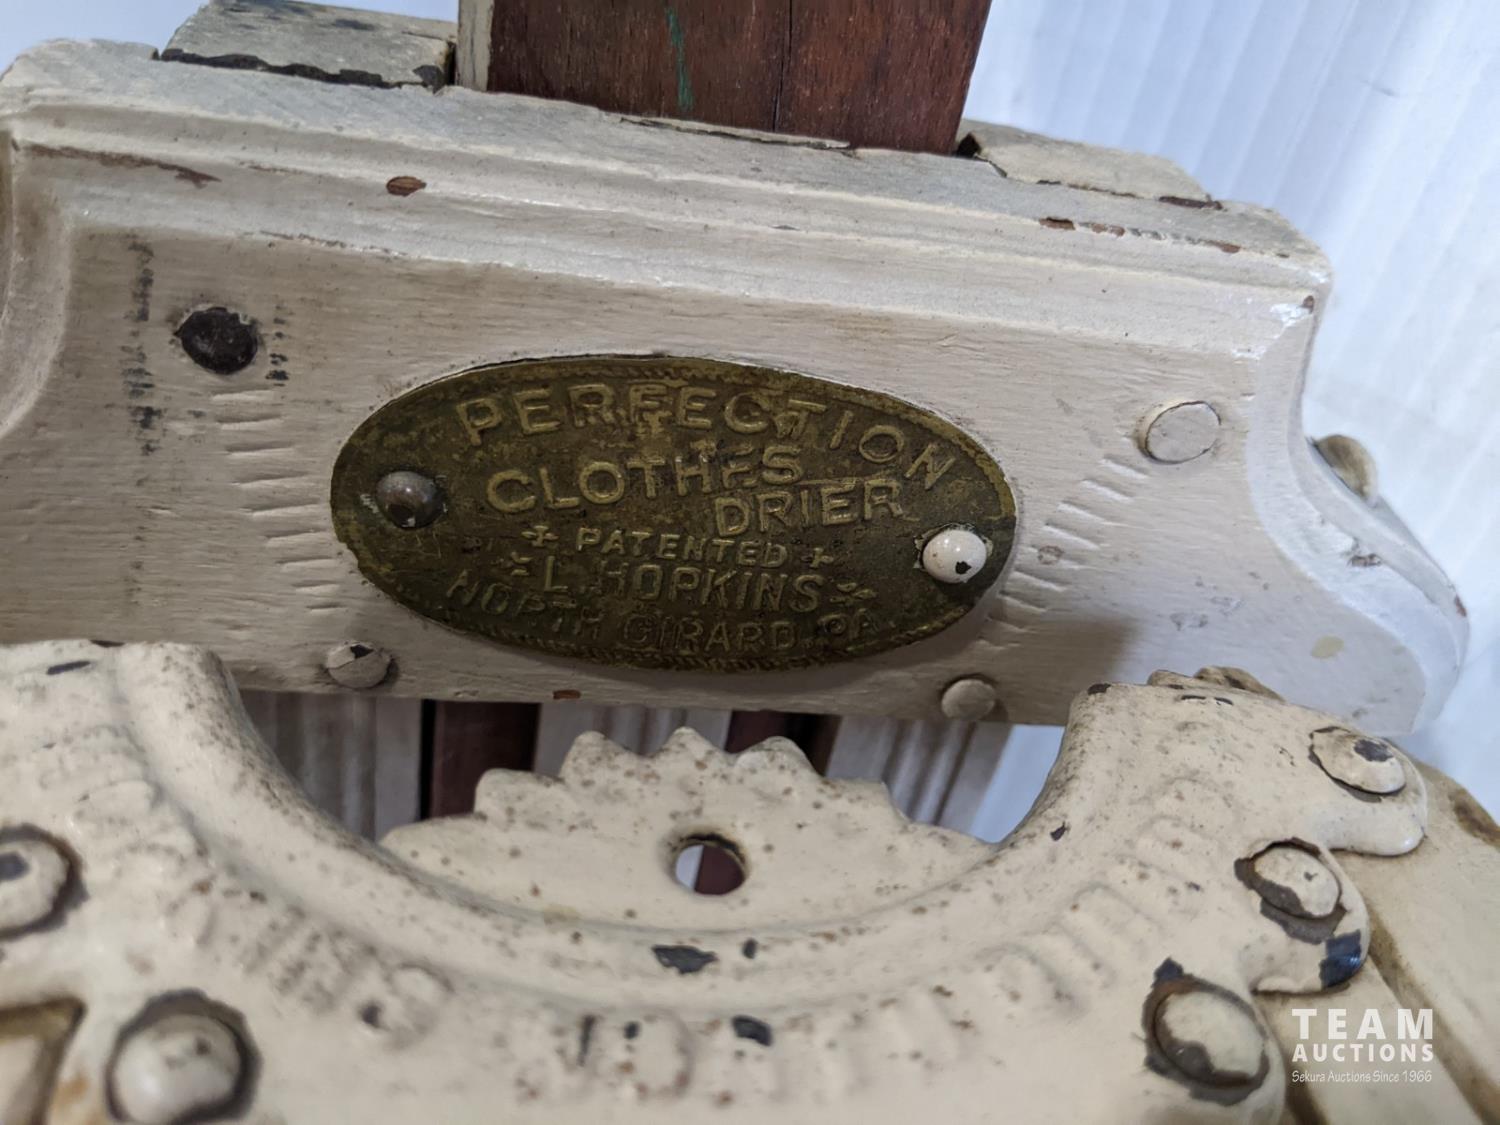 PERFECTION
CLOTHES
DRIER
PATENTED
L. HOPKINS
NORTH GIRARD, PA.
TEAM
AUCTIONS
Sekura Auctions Since 1966